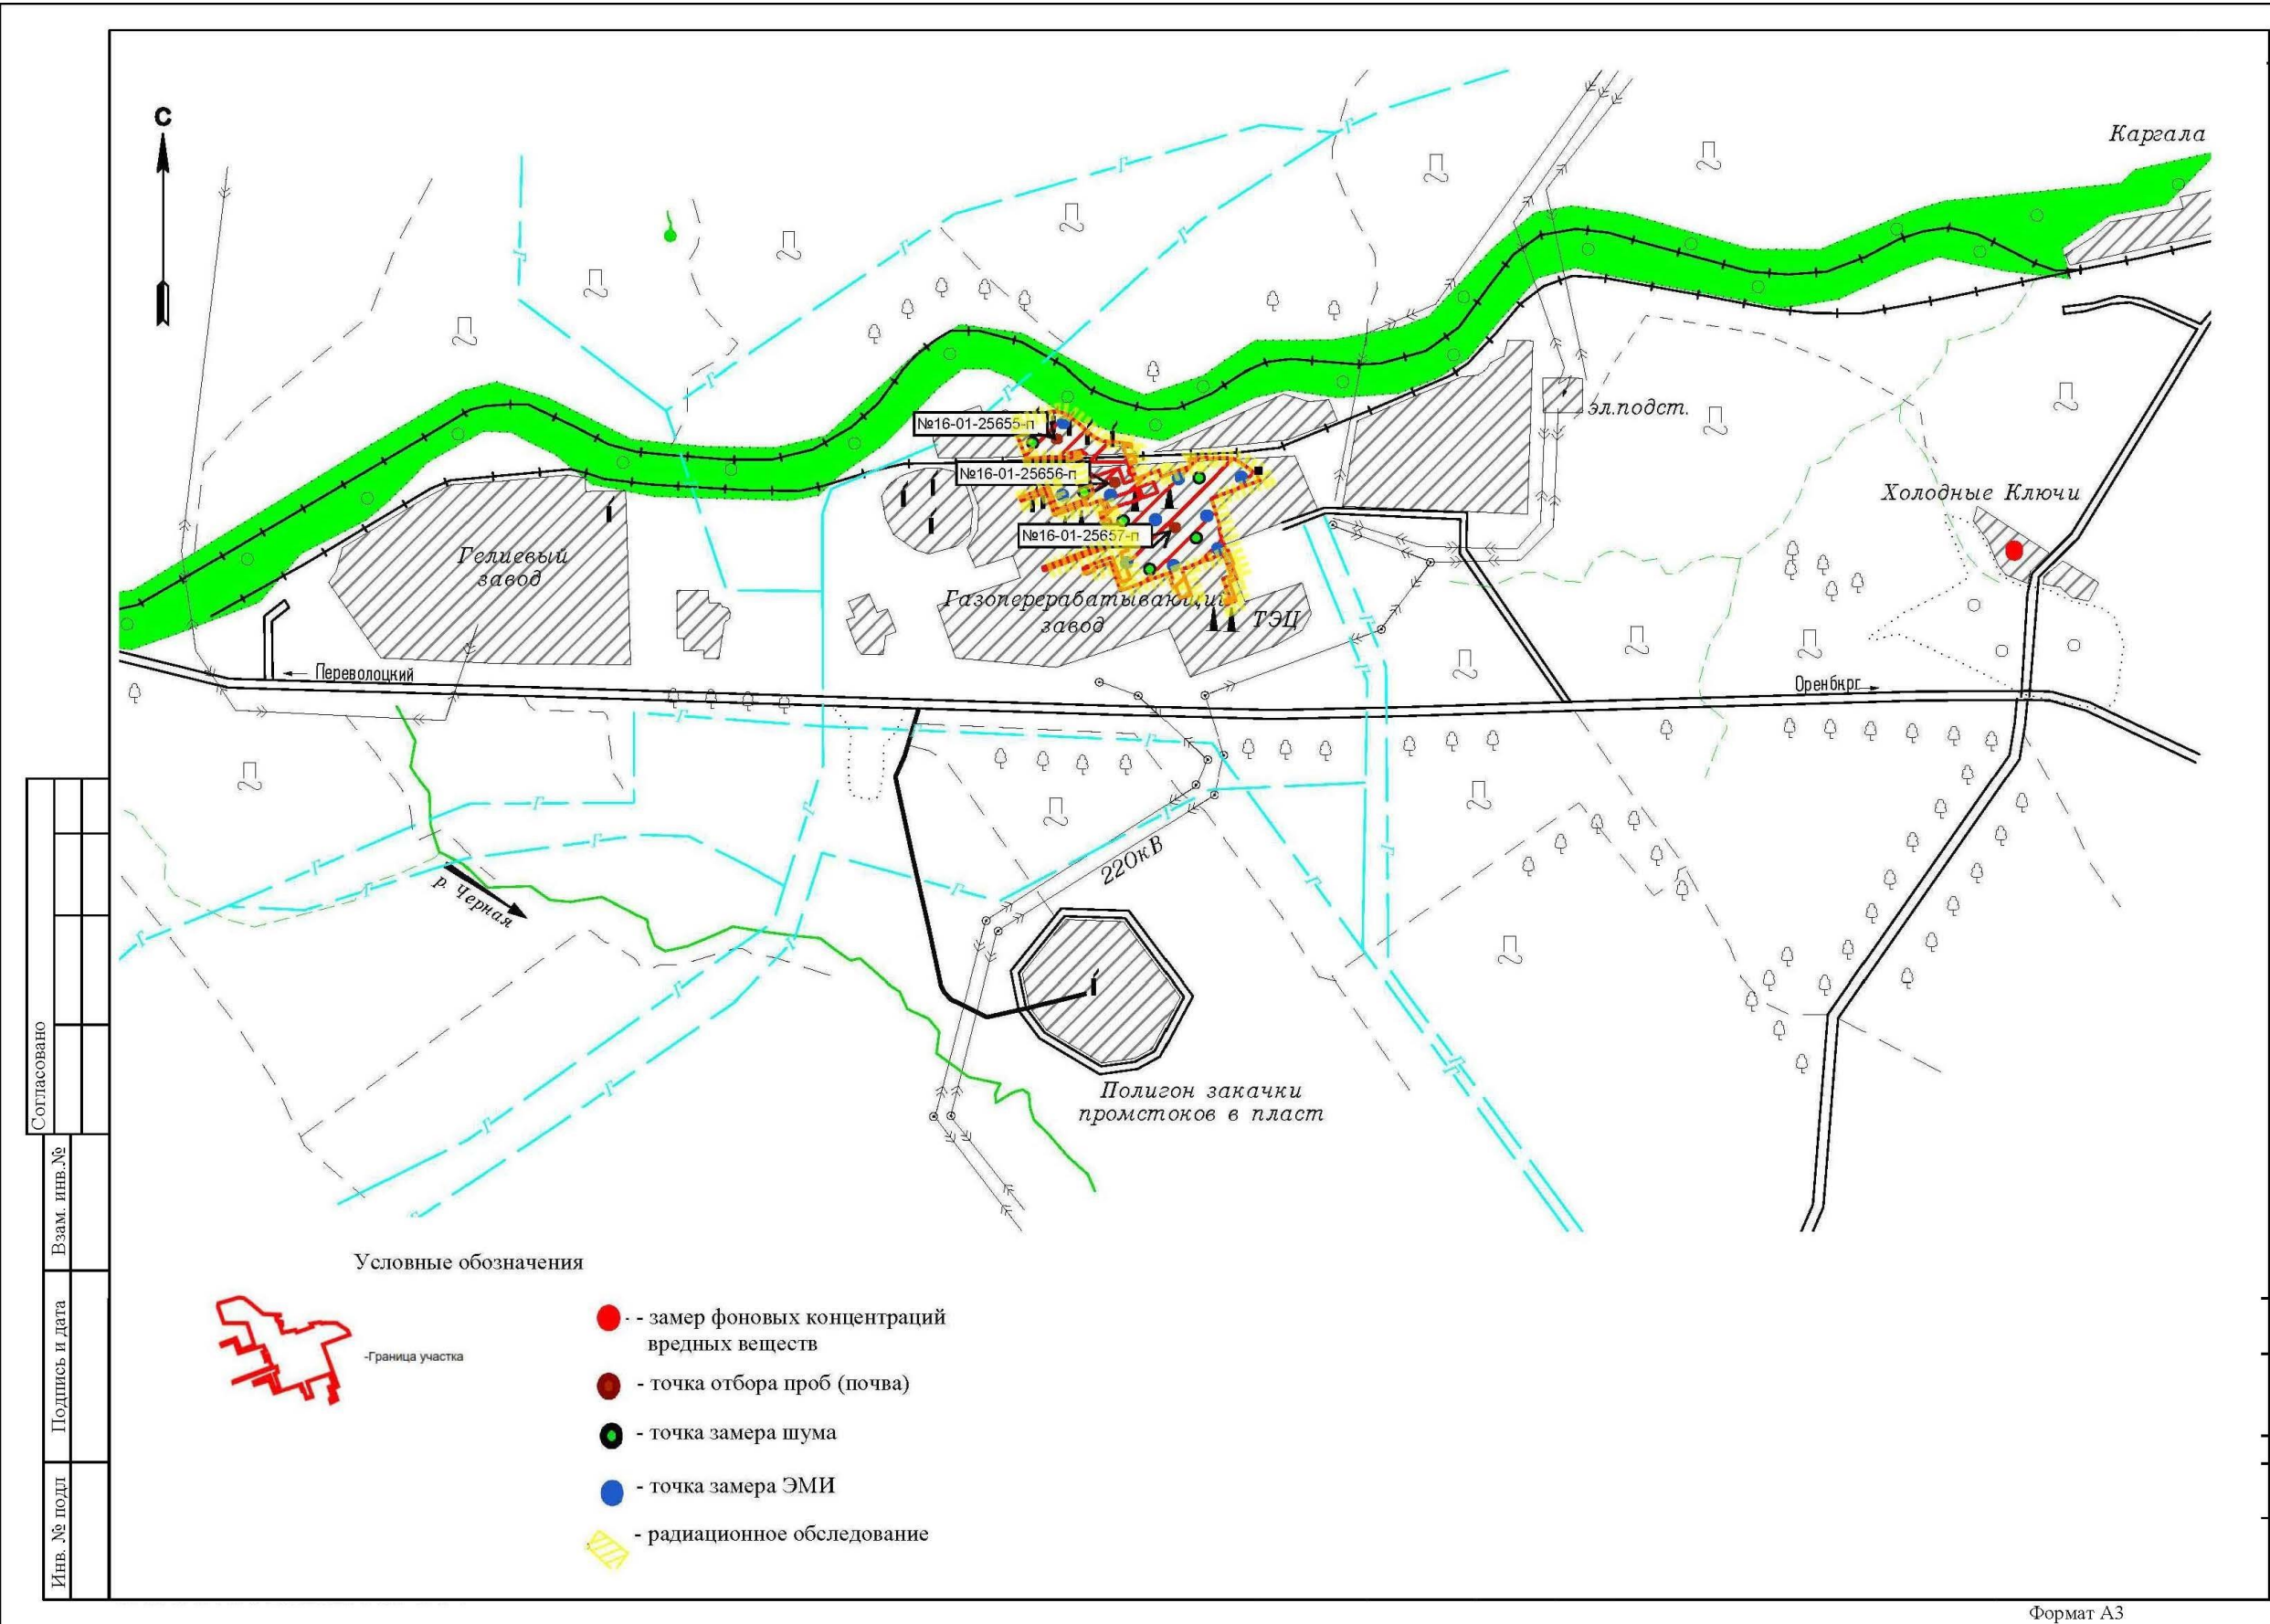 С
Каргала
эл.подст.
№16-01-25655-п
№16-01-25656-п
Холодные Ключи
№16-01-25657-п
Гелиевый
завод
Газоперерабатывающий
завод
ТЭЦ
Переволоцкий
Оренбкрг
220кВ
р. Черная
Полигон закачки
промстоков в пласт
Согласовано
Взам. инв.№
Подпись и дата
Инв. № подл
Условные обозначения
-Граница участка
- - замер фоновых концентраций
вредных веществ
- точка отбора проб (почва)
- точка замера шума
- точка замера ЭМИ
- радиационное обследование
Формат А3